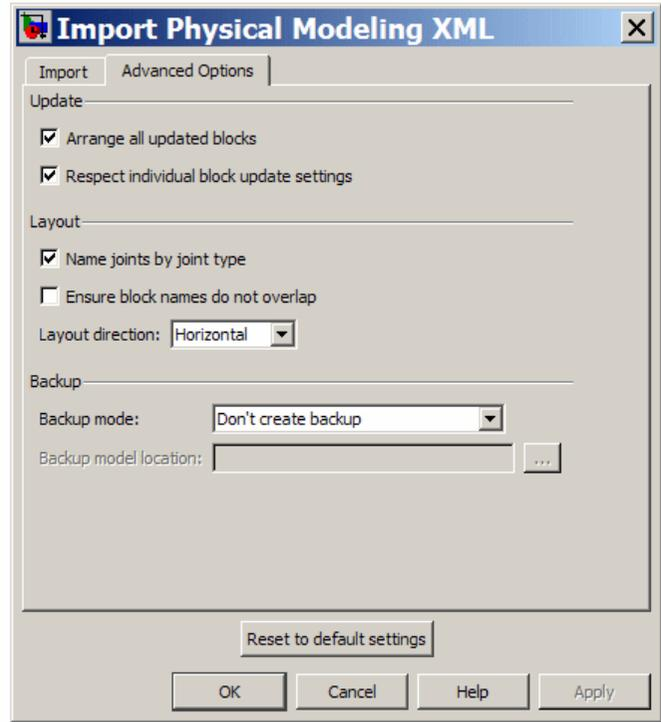 Import Physical Modeling XML
Import Advanced Options
Update
Arrange all updated blocks
Respect individual block update settings
Layout
Name joints by joint type
Ensure block names do not overlap
Layout direction: Horizontal
Backup
Backup mode: Don't create backup
Backup model location: ...
Reset to default settings
OK Cancel Help Apply